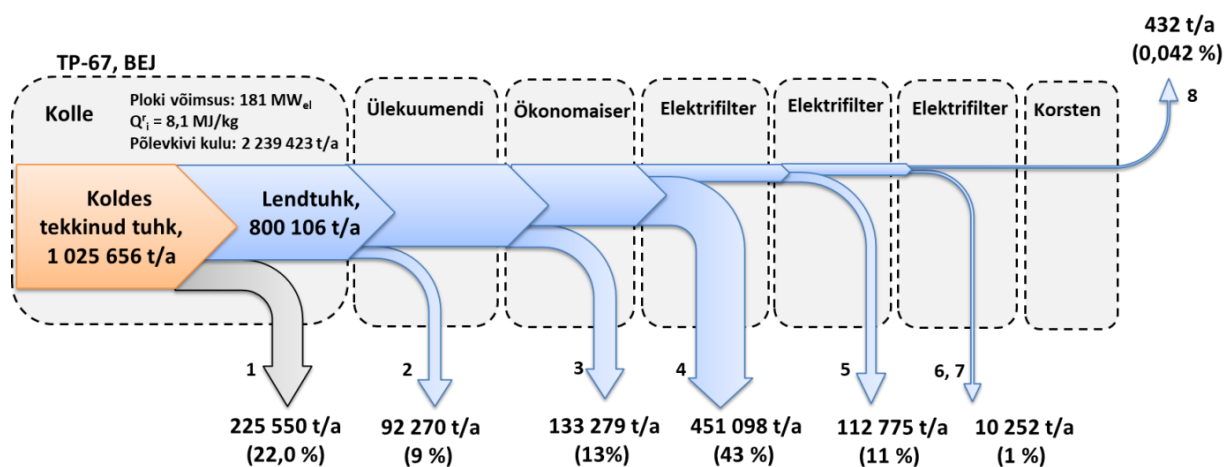 432 t/a
(0,042 %)
8
TP-67, BEJ
Kolle
Ploki võimsus: 181 MWel
Qri = 8,1 MJ/kg
Põlevkivi kulu: 2 239 423 t/a
Ülekuumendi
Ökonomaiser
Elektrifilter
Elektrifilter
Elektrifilter
Korsten
Koldes
tekkinud tuhk,
1 025 656 t/a
Lendtuhk,
800 106 t/a
1
2
3
4
5
6, 7
225 550 t/a
(22,0 %)
92 270 t/a
(9 %)
133 279 t/a
(13%)
451 098 t/a
(43 %)
112 775 t/a
(11 %)
10 252 t/a
(1 %)